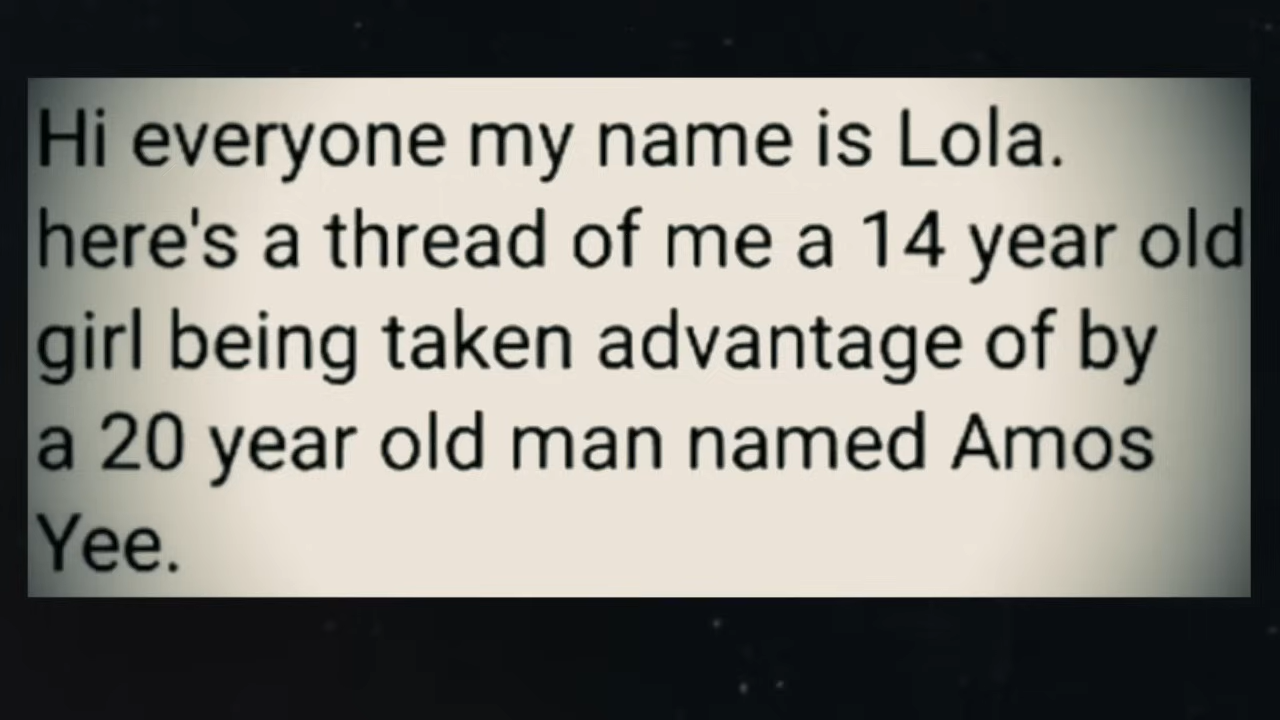 Hi everyone my name is Lola.
here's a thread of me a 14 year old
girl being taken advantage of by
a 20 year old man named Amos
Yee.